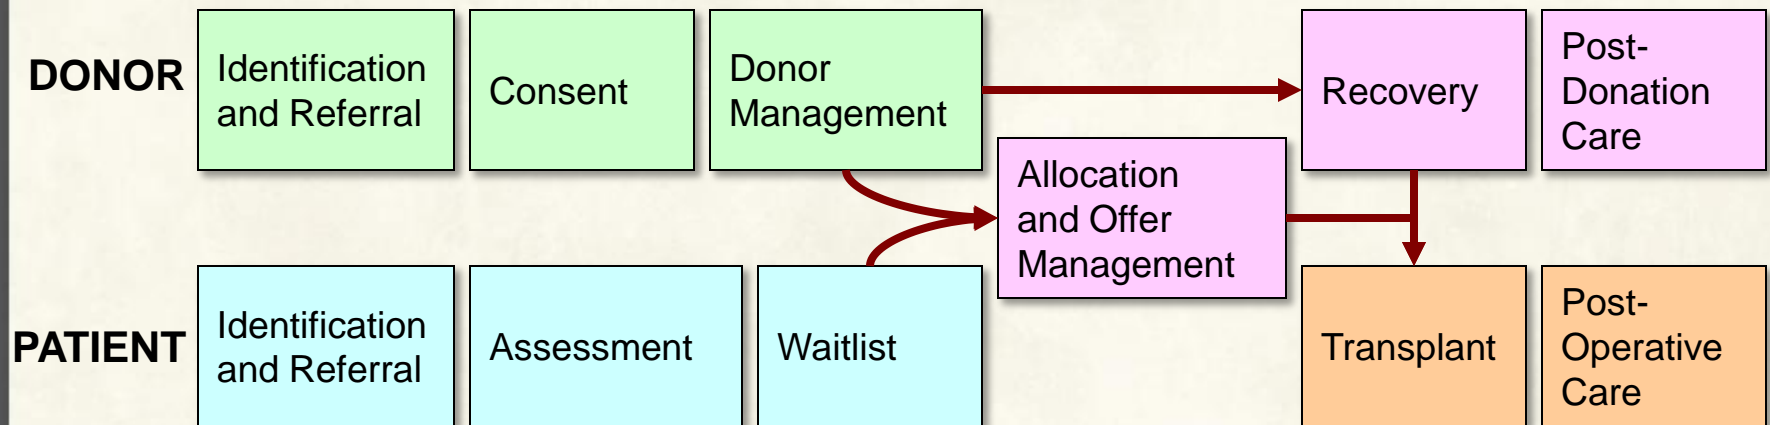 DONOR
Identification
and Referral
Consent
Donor
Management
Recovery
Post-
Donation
Care
Allocation
and Offer
Management
PATIENT
Identification
and Referral
Assessment
Waitlist
Transplant
Post-
Operative
Care